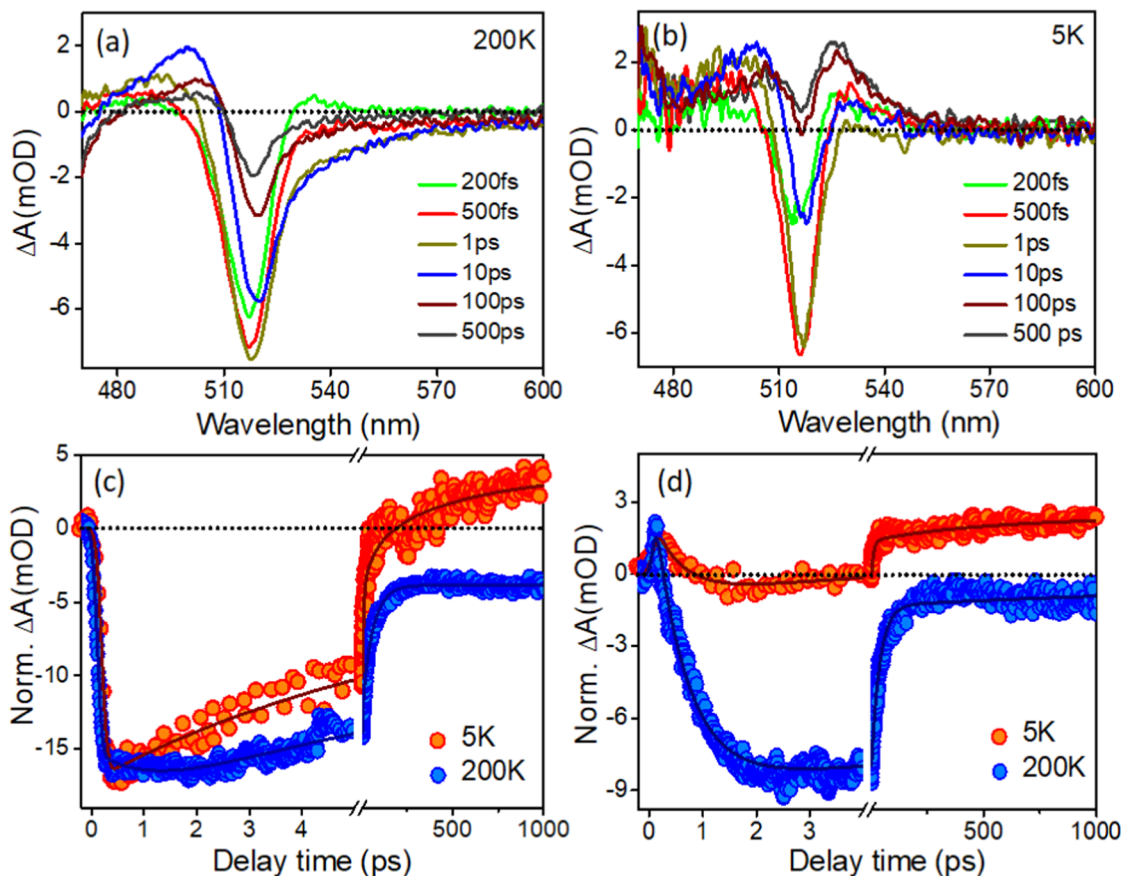 (a)
200K
2
0
-2
-4
-6
ΔA(mOD)
200fs
500fs
1ps
10ps
100ps
500ps
480
510
540
570
600
Wavelength (nm)
(b)
5K
2
0
-2
-4
-6
ΔA(mOD)
200fs
500fs
1ps
10ps
100ps
500 ps
480
510
540
570
600
Wavelength (nm)
(c)
5
0
-5
-10
-15
Norm. ΔA(mOD)
5K
200K
0
1
2
3
4
500
1000
Delay time (ps)
(d)
3
0
-3
-6
-9
Norm. ΔA(mOD)
5K
200K
0
1
2
3
500
1000
Delay time (ps)